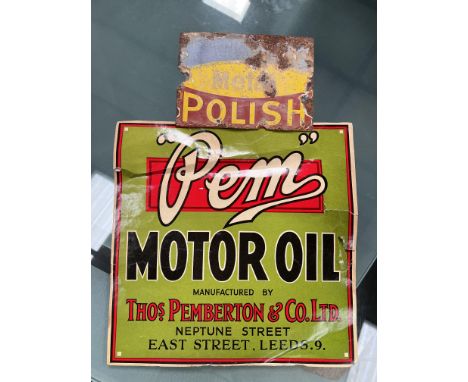 POLISH
"Pem"
MOTOR OIL
MANUFACTURED BY
THOS PEMBERTON & CO. LTD.
NEPTUNE STREET
EAST STREET, LEEDS.9.